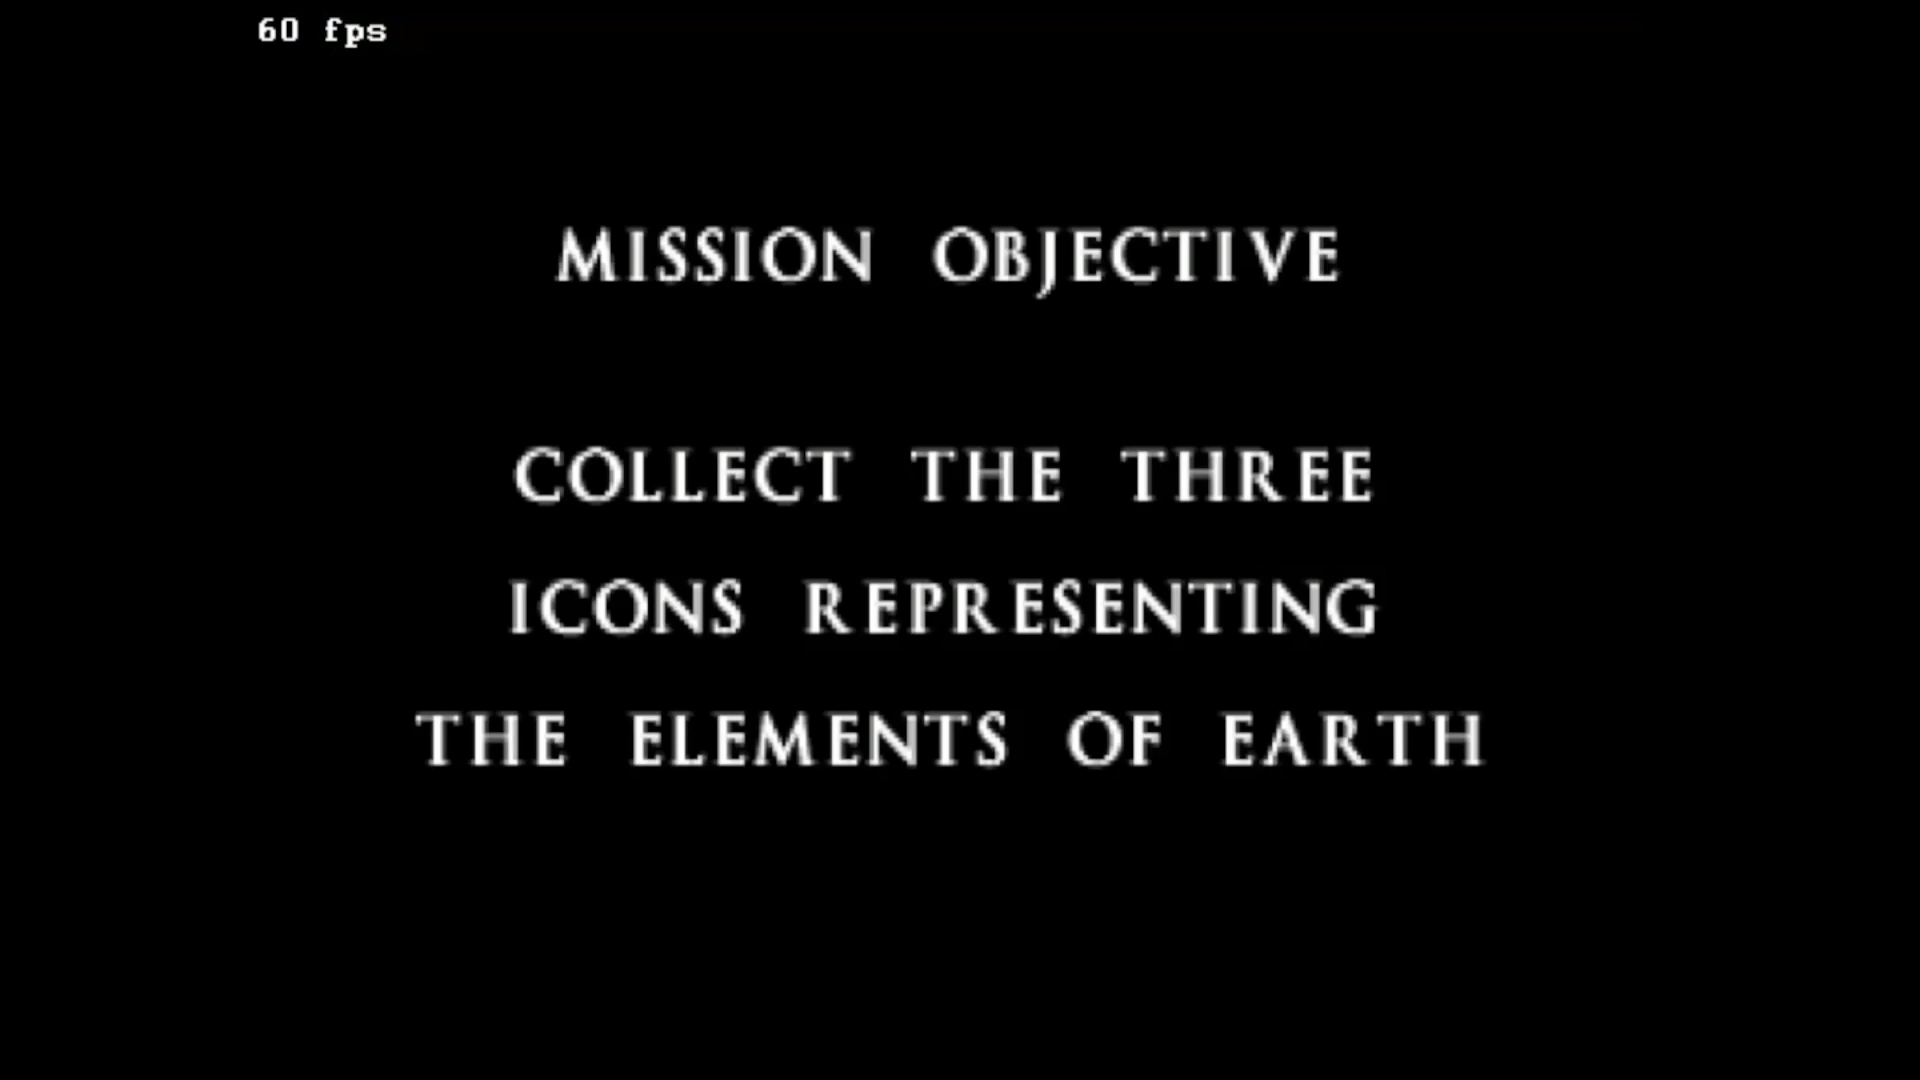 60 fps
MISSION OBJECTIVE
COLLECT THE THREE
ICONS REPRESENTING
THE ELEMENTS OF EARTH